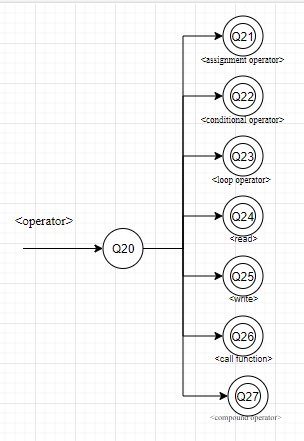 Q21
<assignment operator>
Q22
<conditional operator>
Q23
<loop operator>
<operator>
Q24
<read>
Q20
Q25
<write>
Q26
<call function>
Q27
<compound operator>